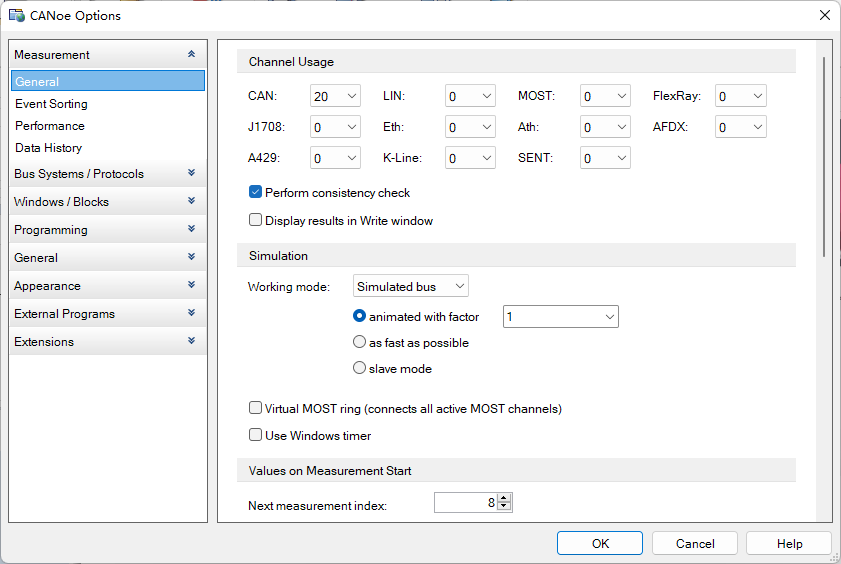 CANoe Options
Measurement
General
Event Sorting
Performance
Data History
Bus Systems / Protocols
Windows / Blocks
Programming
General
Appearance
External Programs
Extensions
Channel Usage
CAN: 20 LIN: 0 MOST: 0 FlexRay: 0
J1708: 0 Eth: 0 Ath: 0 AFDX: 0
A429: 0 K-Line: 0 SENT: 0
Perform consistency check
Display results in Write window
Simulation
Working mode: Simulated bus
animated with factor 1
as fast as possible
slave mode
Virtual MOST ring (connects all active MOST channels)
Use Windows timer
Values on Measurement Start
Next measurement index: 8
OK Cancel Help